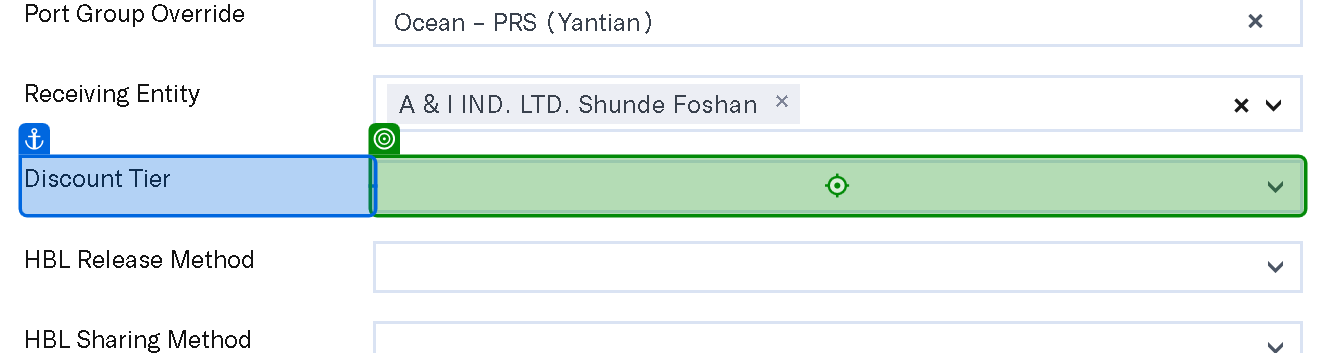 Port Group Override
Ocean – PRS (Yantian)
Receiving Entity
A & I IND. LTD. Shunde Foshan
Discount Tier
HBL Release Method
HBL Sharing Method